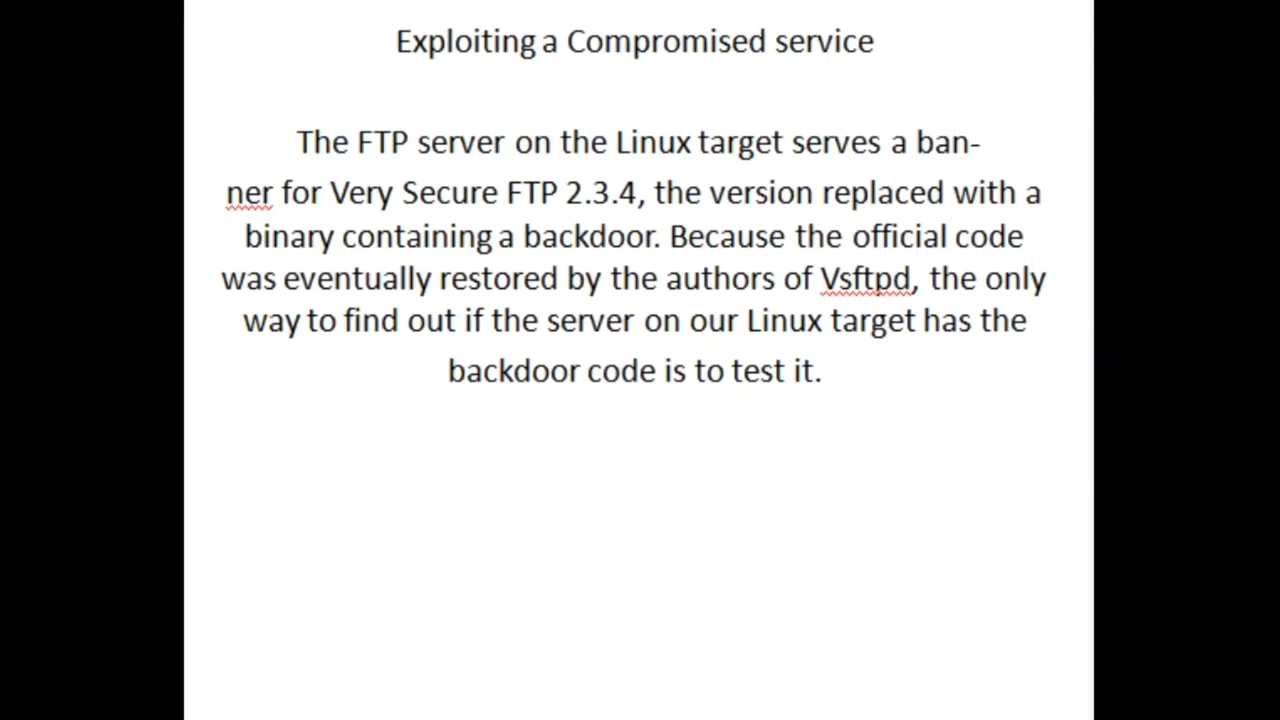 Exploiting a Compromised service
The FTP server on the Linux target serves a ban-
ner for Very Secure FTP 2.3.4, the version replaced with a
binary containing a backdoor. Because the official code
was eventually restored by the authors of Vsftpd, the only
way to find out if the server on our Linux target has the
backdoor code is to test it.